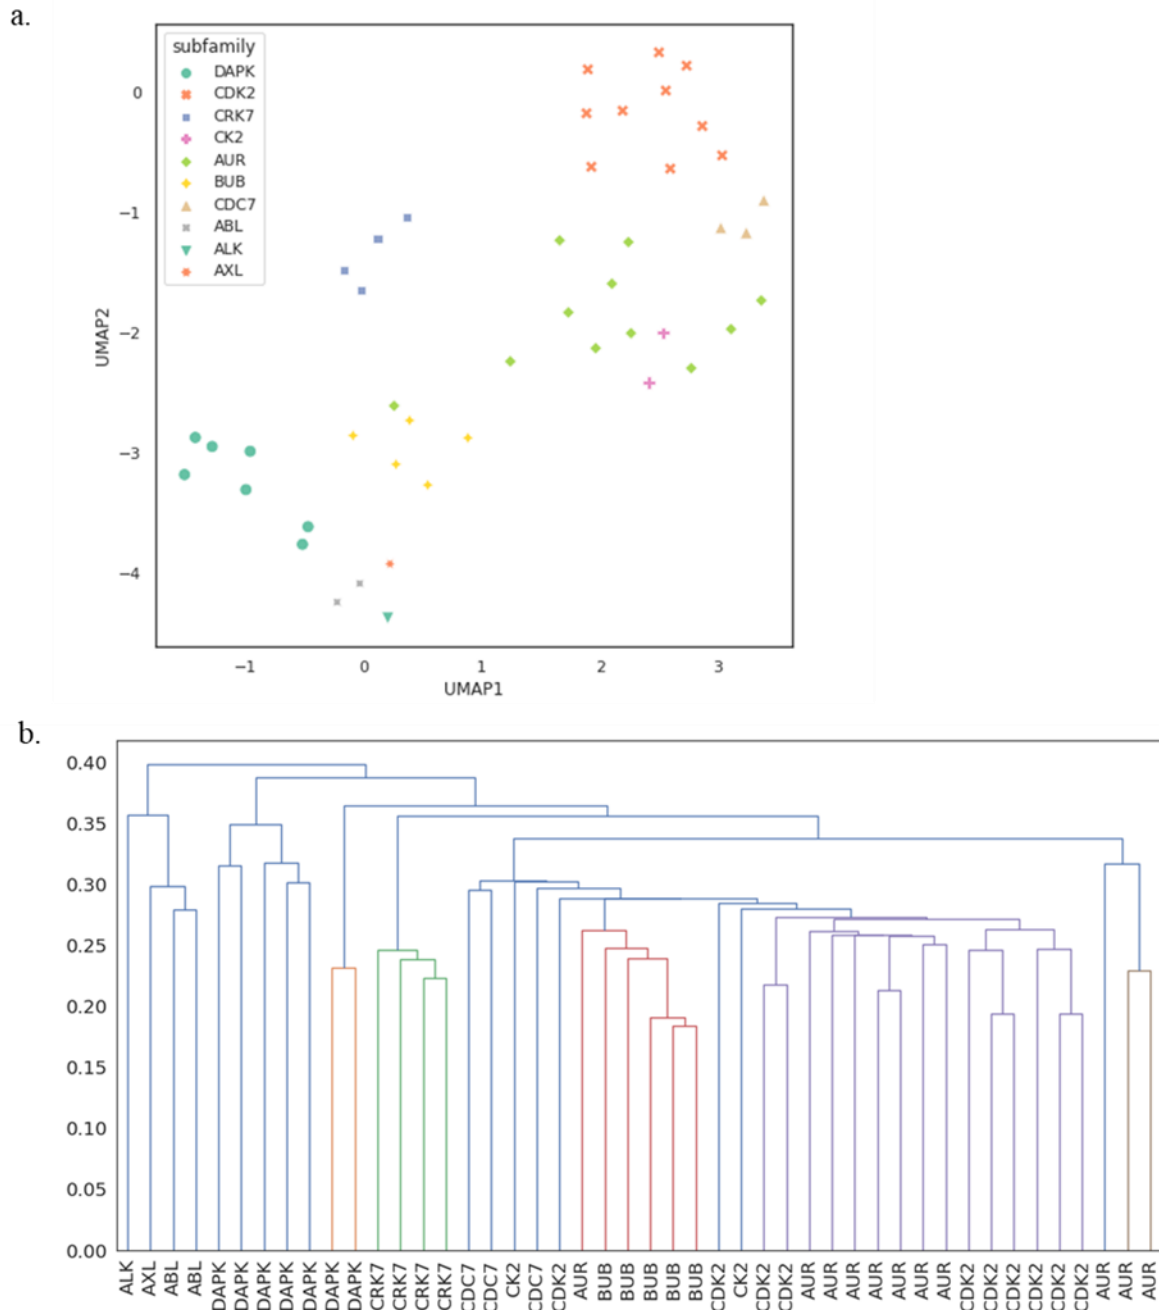 a.
subfamily
DAPK
CDK2
CRK7
CK2
AUR
BUB
CDC7
ABL
ALK
AXL
0
−1
−2
−3
−4
UMAP2
−1 0 1 2 3
UMAP1
b.
0.40
0.35
0.30
0.25
0.20
0.15
0.10
0.05
0.00
ALK
AXL
ABL
ABL
DAPK
DAPK
DAPK
DAPK
DAPK
DAPK
DAPK
CRK7
CRK7
CRK7
CRK7
CDC7
CDC7
CK2
CDC7
CDK2
AUR
BUB
BUB
BUB
BUB
BUB
CDK2
CK2
CDK2
CDK2
AUR
AUR
AUR
AUR
AUR
AUR
AUR
CDK2
CDK2
CDK2
CDK2
CDK2
CDK2
AUR
AUR
AUR